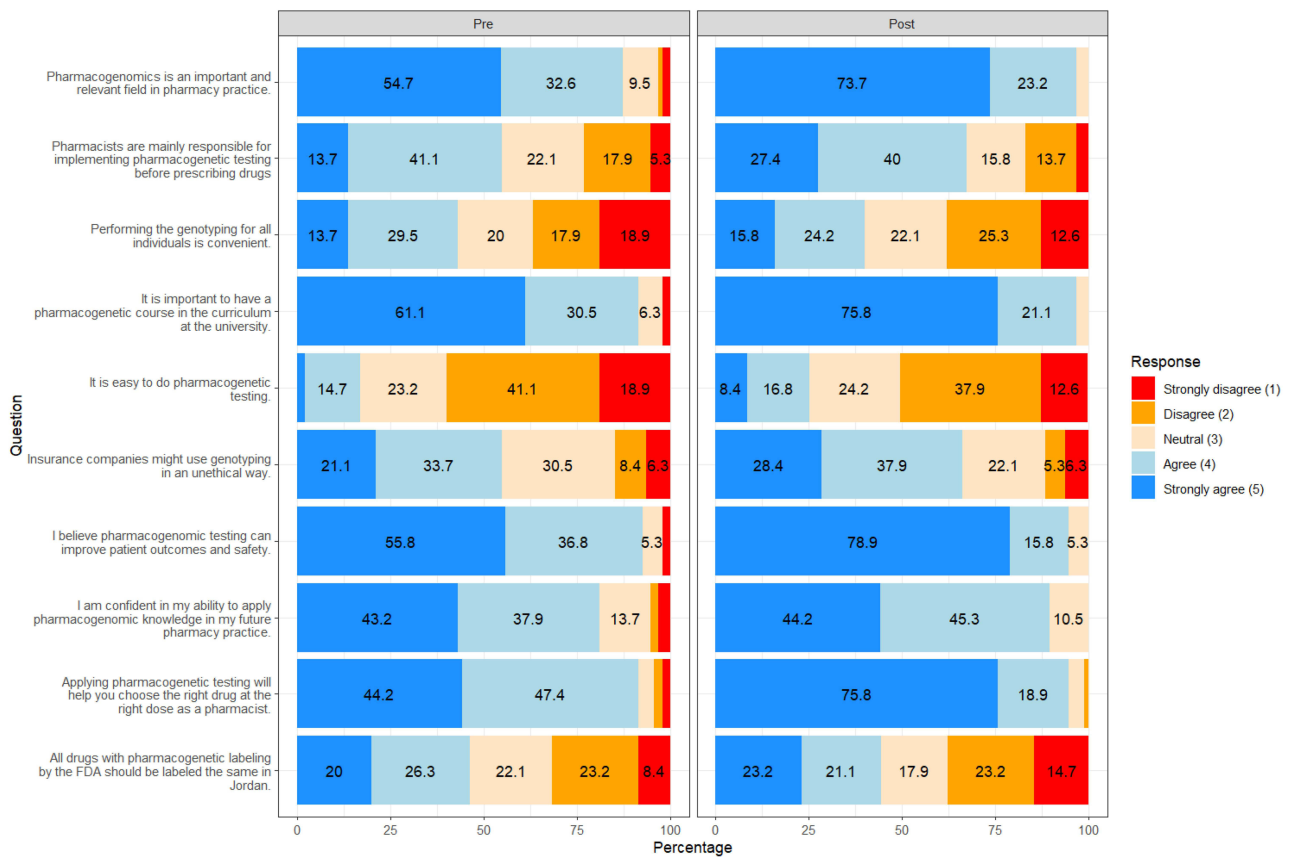 Pre
Post
Pharmacogenomics is an important and
relevant field in pharmacy practice.
54.7 32.6 9.5
73.7 23.2
Pharmacists are mainly responsible for
implementing pharmacogenetic testing
before prescribing drugs
13.7 41.1 22.1 17.9 5.3
27.4 40 15.8 13.7
Performing the genotyping for all
individuals is convenient.
13.7 29.5 20 17.9 18.9
15.8 24.2 22.1 25.3 12.6
It is important to have a
pharmacogenetic course in the curriculum
at the university.
61.1 30.5 6.3
75.8 21.1
It is easy to do pharmacogenetic
testing.
14.7 23.2 41.1 18.9
8.4 16.8 24.2 37.9 12.6
Insurance companies might use genotyping
in an unethical way.
21.1 33.7 30.5 8.4 6.3
28.4 37.9 22.1 5.3 6.3
I believe pharmacogenomic testing can
improve patient outcomes and safety.
55.8 36.8 5.3
78.9 15.8 5.3
I am confident in my ability to apply
pharmacogenomic knowledge in my future
pharmacy practice.
43.2 37.9 13.7
44.2 45.3 10.5
Applying pharmacogenetic testing will
help you choose the right drug at the
right dose as a pharmacist.
44.2 47.4
75.8 18.9
All drugs with pharmacogenetic labeling
by the FDA should be labeled the same in
Jordan.
20 26.3 22.1 23.2 8.4
23.2 21.1 17.9 23.2 14.7
0 25 50 75 100
0 25 50 75 100
Percentage
Question
Response
Strongly disagree (1)
Disagree (2)
Neutral (3)
Agree (4)
Strongly agree (5)